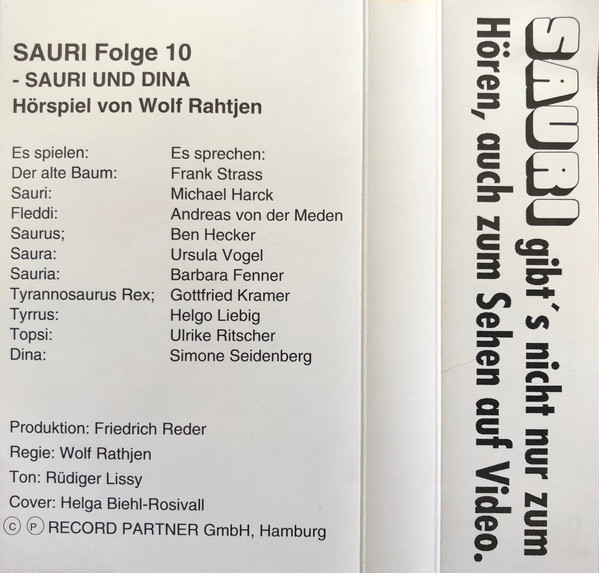 SAURI Folge 10
- SAURI UND DINA
Hörspiel von Wolf Rahtjen
Es spielen: Es sprechen:
Der alte Baum: Frank Strass
Sauri: Michael Harck
Fleddi: Andreas von der Meden
Saurus; Ben Hecker
Saura: Ursula Vogel
Sauria: Barbara Fenner
Tyrannosaurus Rex; Gottfried Kramer
Tyrrus: Helgo Liebig
Topsi: Ulrike Ritscher
Dina: Simone Seidenberg
Produktion: Friedrich Reder
Regie: Wolf Rathjen
Ton: Rüdiger Lissy
Cover: Helga Biehl-Rosivall
Ⓒ Ⓟ RECORD PARTNER GmbH, Hamburg
SAURI gibt´s nicht nur zum
Hören, auch zum Sehen auf Video.